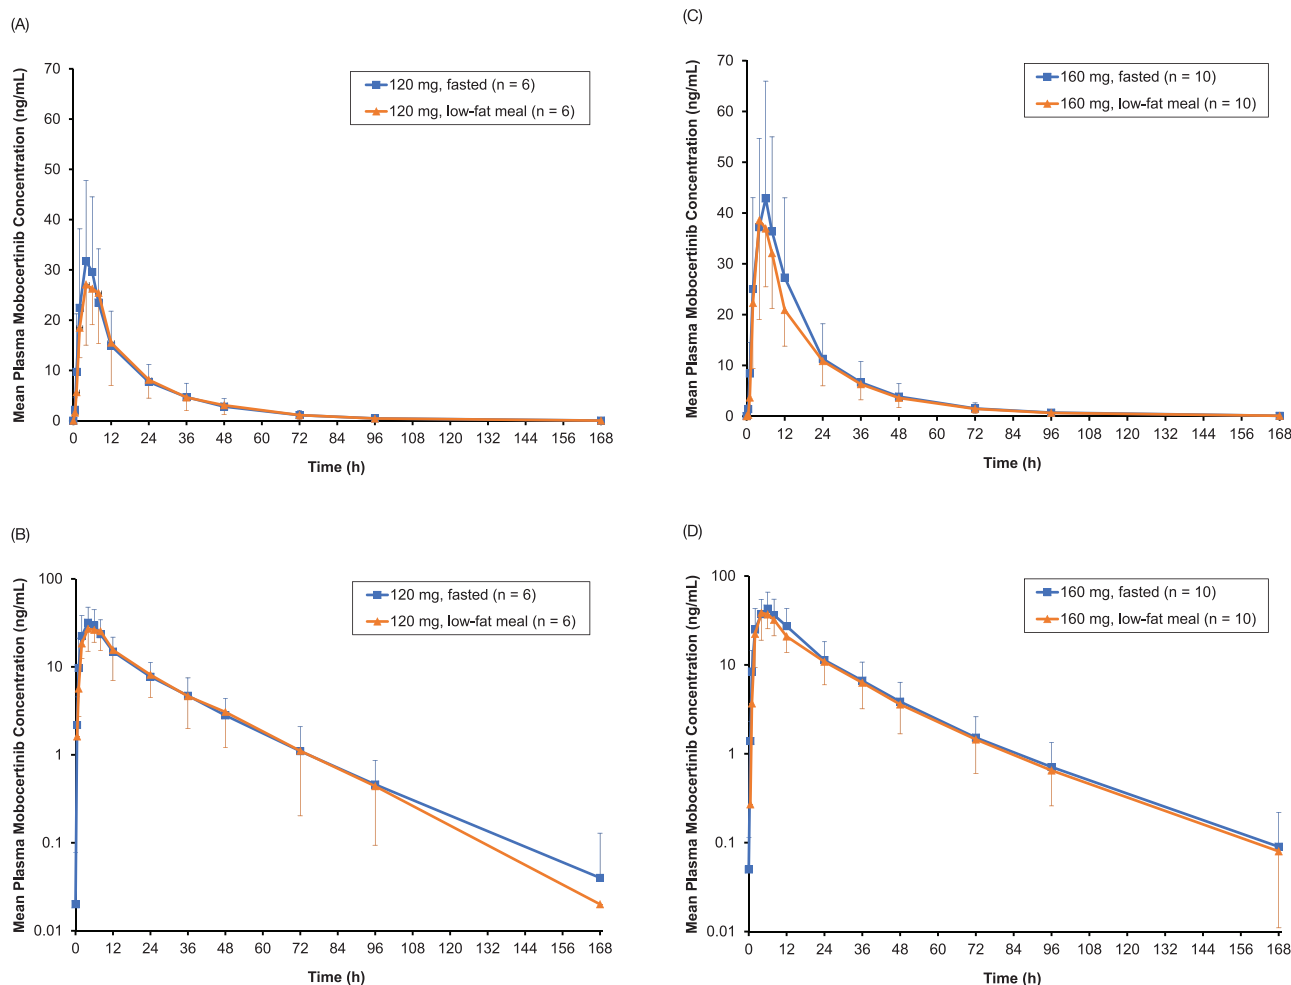 (A)
Mean Plasma Mobocertinib Concentration (ng/mL)
70
60
50
40
30
20
10
0
120 mg, fasted (n = 6)
120 mg, low-fat meal (n = 6)
0 12 24 36 48 60 72 84 96 108 120 132 144 156 168
Time (h)
(C)
Mean Plasma Mobocertinib Concentration (ng/mL)
70
60
50
40
30
20
10
0
160 mg, fasted (n = 10)
160 mg, low-fat meal (n = 10)
0 12 24 36 48 60 72 84 96 108 120 132 144 156 168
Time (h)
(B)
Mean Plasma Mobocertinib Concentration (ng/mL)
100
10
1
0.1
0.01
120 mg, fasted (n = 6)
120 mg, low-fat meal (n = 6)
0 12 24 36 48 60 72 84 96 108 120 132 144 156 168
Time (h)
(D)
Mean Plasma Mobocertinib Concentration (ng/mL)
100
10
1
0.1
0.01
160 mg, fasted (n = 10)
160 mg, low-fat meal (n = 10)
0 12 24 36 48 60 72 84 96 108 120 132 144 156 168
Time (h)